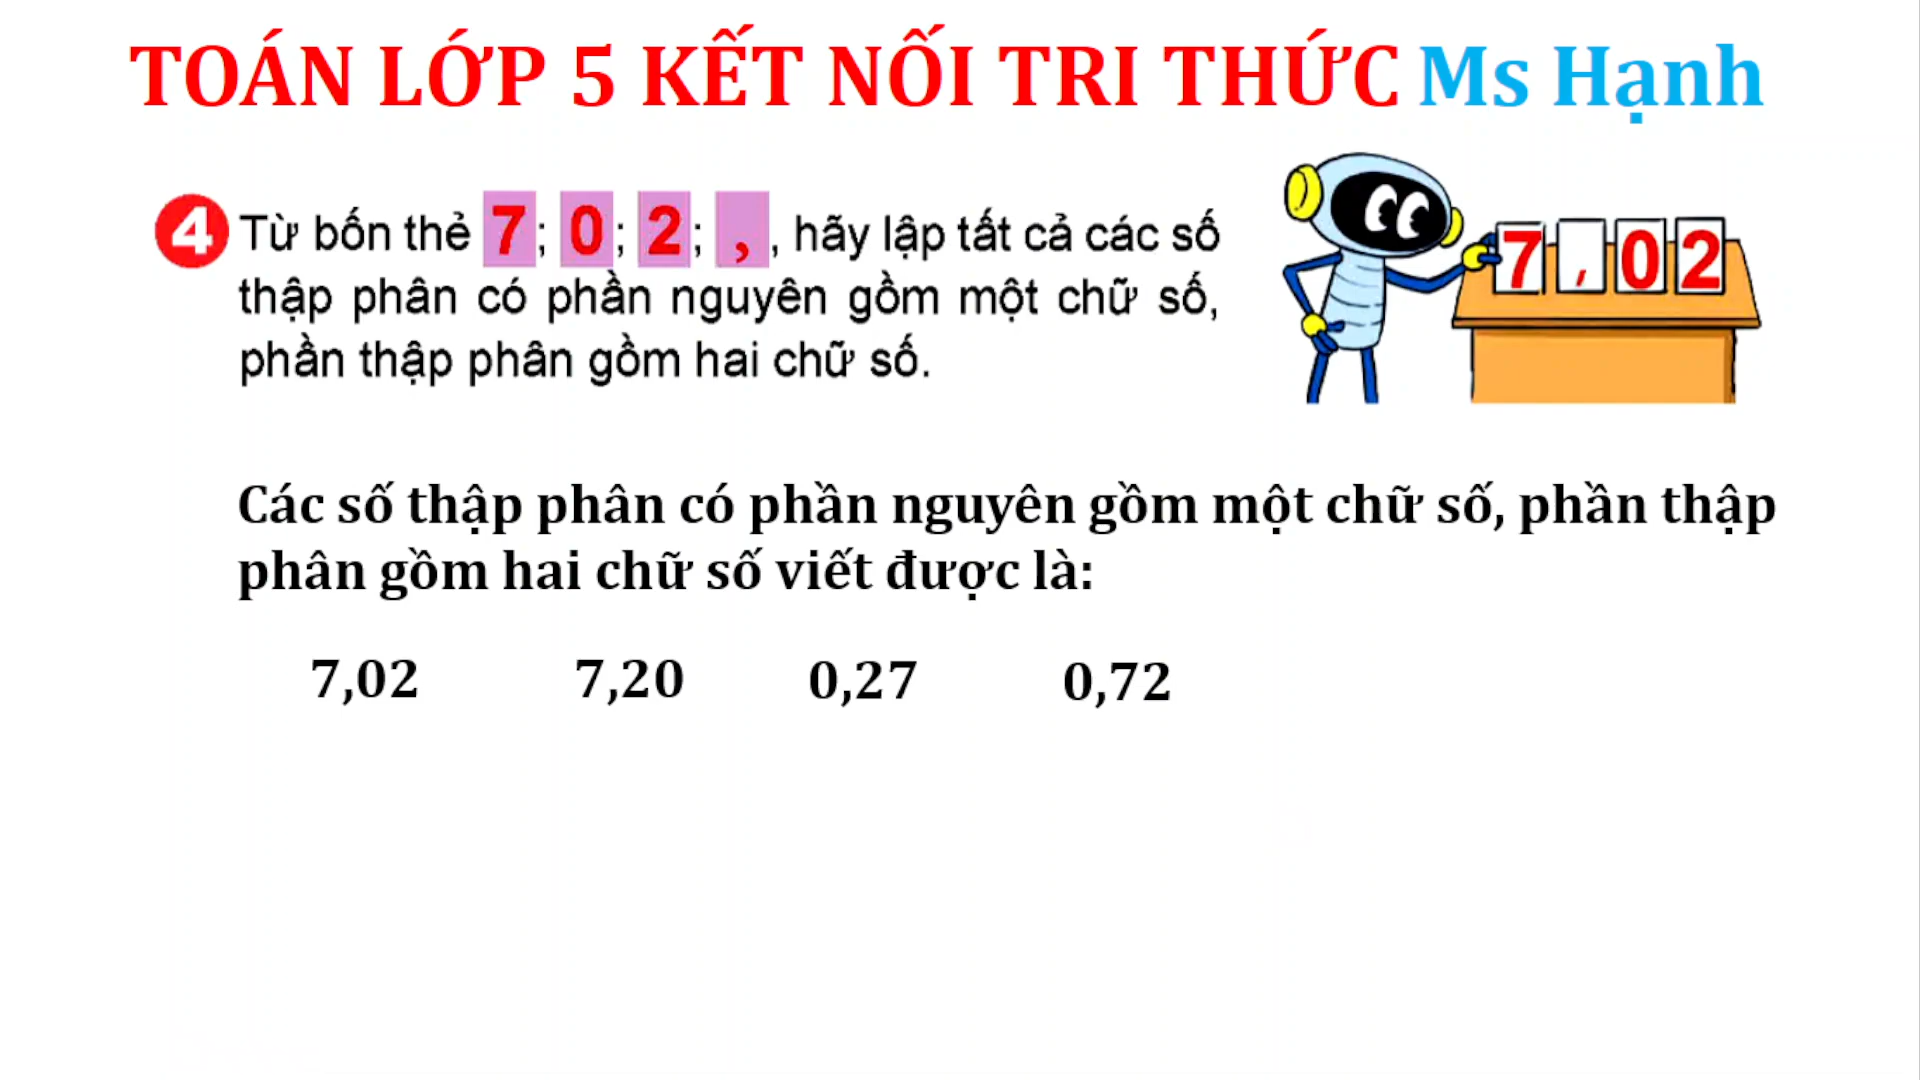 TOÁN LỚP 5 KẾT NỐI TRI THỨC Ms Hạnh
4 Từ bốn thẻ 7; 0; 2; ,, hãy lập tất cả các số
thập phân có phần nguyên gồm một chữ số,
phần thập phân gồm hai chữ số.
7,02
Các số thập phân có phần nguyên gồm một chữ số, phần thập
phân gồm hai chữ số viết được là:
7,02 7,20 0,27 0,72